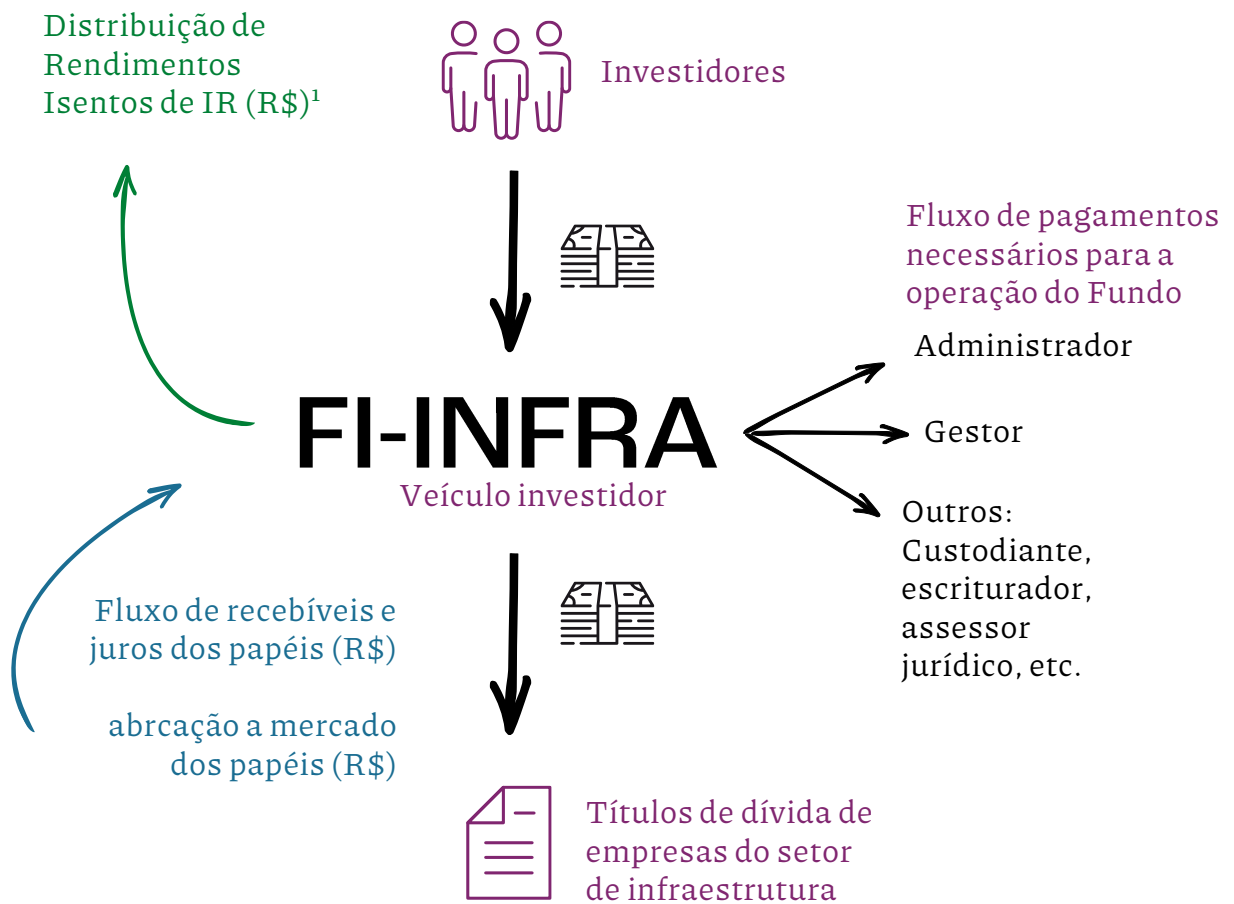 Distribuição de
Rendimentos
Isentos de IR (R$)¹
Investidores
Fluxo de pagamentos
necessários para a
operação do Fundo
Administrador
Gestor
Outros:
Custodiante,
escriturador,
assessor
jurídico, etc.
FI-INFRA
Veículo investidor
Fluxo de recebíveis e
juros dos papéis (R$)
abrcação a mercado
dos papéis (R$)
Títulos de dívida de
empresas do setor
de infraestrutura